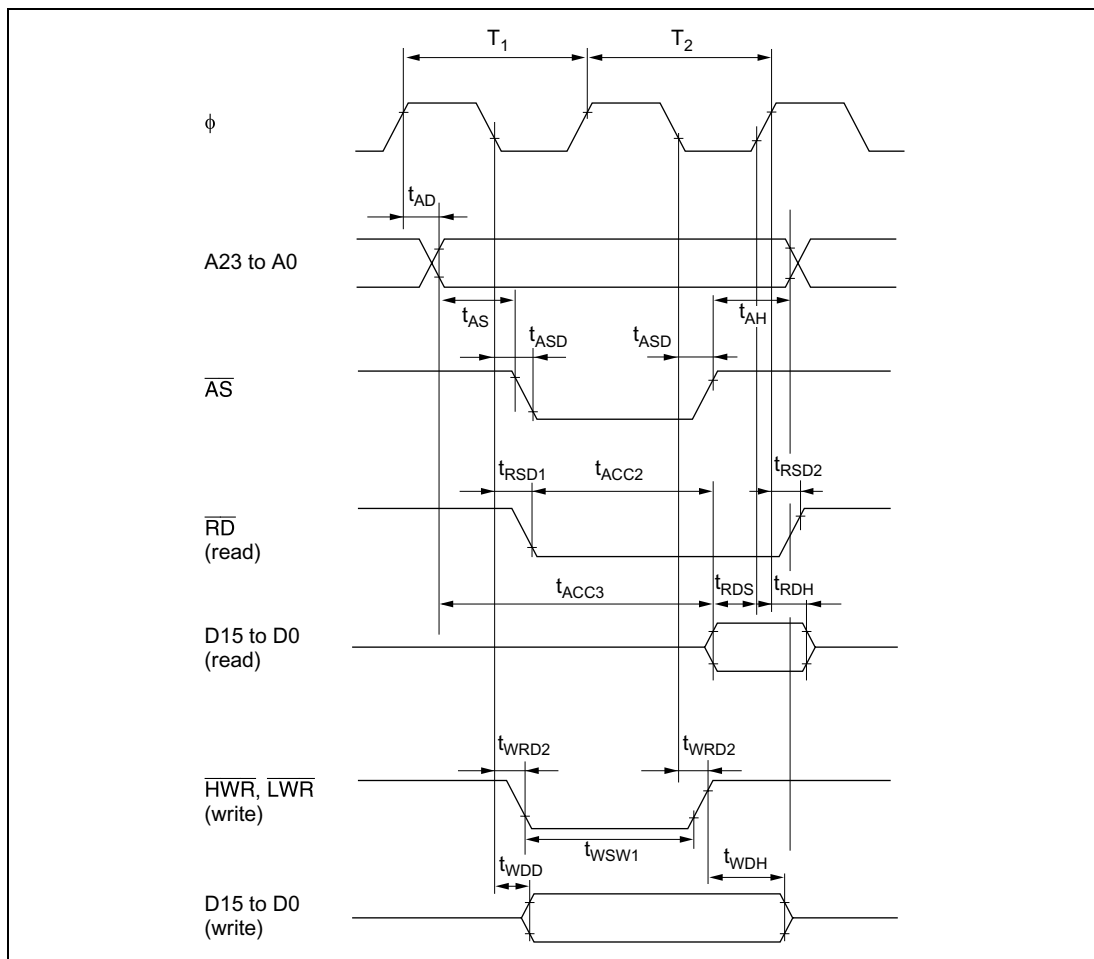 T1 T2
φ
tAD
A23 to A0
tAS tASD tASD tAH
AS
tRSD1 tACC2 tRSD2
RD
(read)
tACC3 tRDS tRDH
D15 to D0
(read)
tWRD2 tWRD2
HWR, LWR
(write)
tWSW1
tWDD tWDH
D15 to D0
(write)